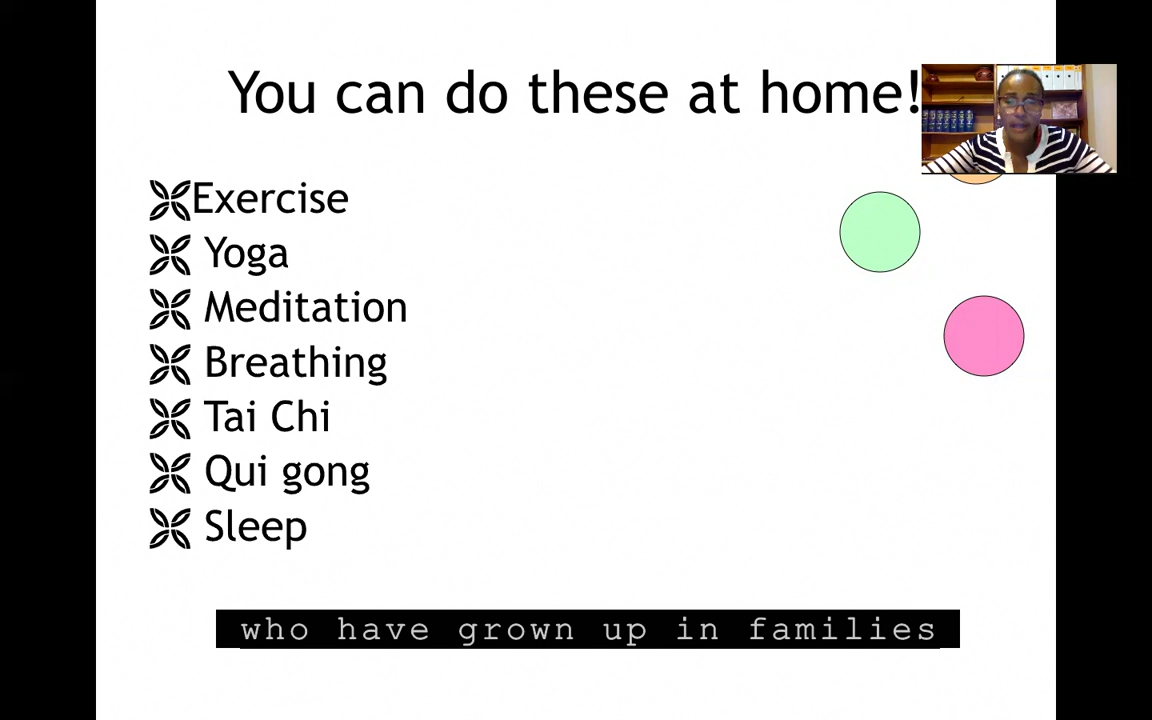 You can do these at home!
Exercise
Yoga
Meditation
Breathing
Tai Chi
Qui gong
Sleep
who have grown up in families